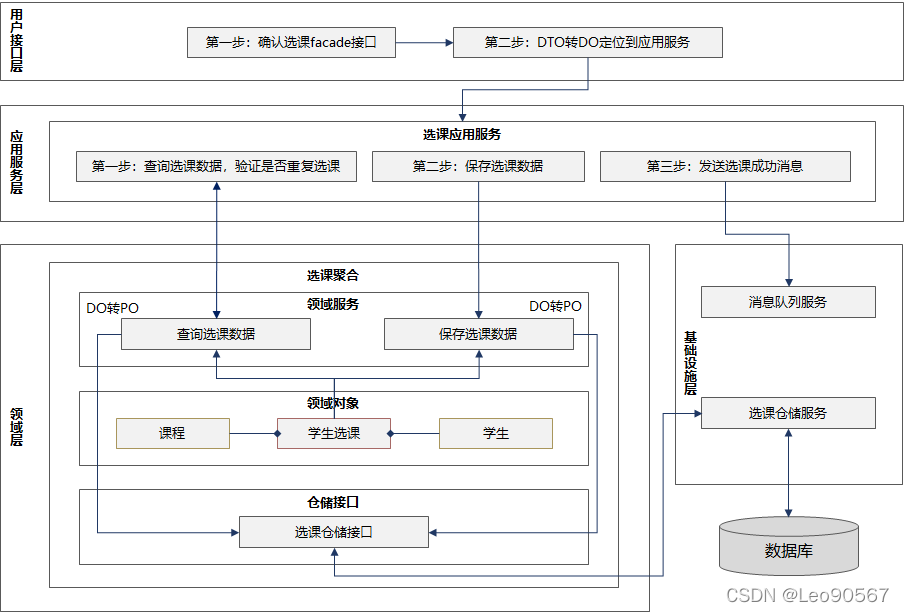 用户接口层
第一步：确认选课facade接口
第二步：DTO转DO定位到应用服务
应用服务层
选课应用服务
第一步：查询选课数据，验证是否重复选课
第二步：保存选课数据
第三步：发送选课成功消息
领域层
选课聚合
领域服务
DO转PO
DO转PO
查询选课数据
保存选课数据
领域对象
课程
学生选课
学生
仓储接口
选课仓储接口
基础设施层
消息队列服务
选课仓储服务
数据库
CSDN @Leo90567